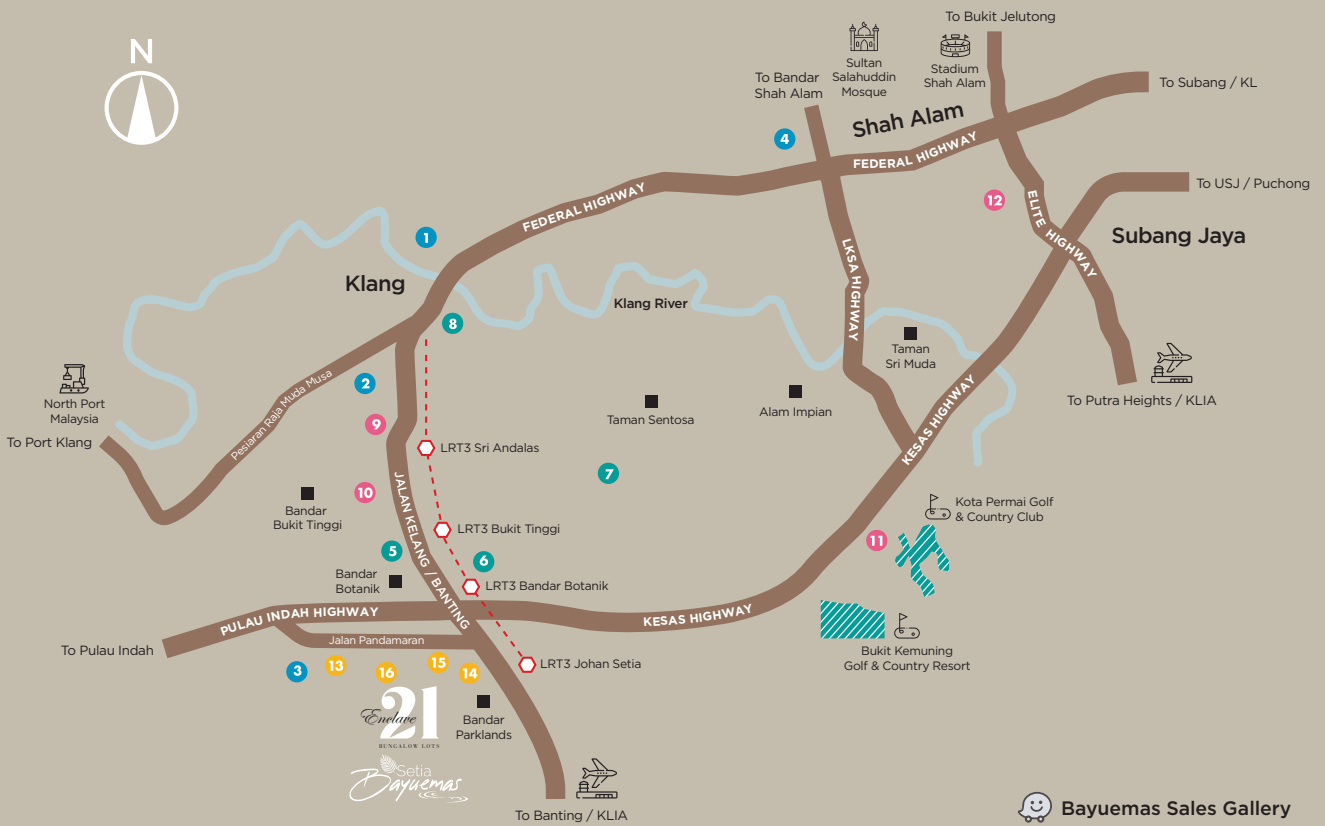 To Bukit Jelutong
N
Sultan
Salahuddin
Mosque
Stadium
Shah Alam
To Bandar
Shah Alam
To Subang / KL
Shah Alam
4
FEDERAL HIGHWAY
To USJ / Puchong
12
FEDERAL HIGHWAY
ELITE HIGHWAY
1
Subang Jaya
LKSA HIGHWAY
Klang
Klang River
8
Taman
Sri Muda
2
Pesiaran Raja Muda Musa
North Port
Malaysia
To Putra Heights / KLIA
Taman Sentosa
Alam Impian
9
KESAS HIGHWAY
To Port Klang
LRT3 Sri Andalas
7
10
JALAN KELANG / BANTING
Bandar
Bukit Tinggi
Kota Permai Golf
& Country Club
LRT3 Bukit Tinggi
11
5
6
Bandar
Botanik
LRT3 Bandar Botanik
PULAU INDAH HIGHWAY
KESAS HIGHWAY
Jalan Pandamaran
To Pulau Indah
Bukit Kemuning
Golf & Country Resort
LRT3 Johan Setia
3
13
16
15
14
21
Enclave
BUNGALOW LOTS
Bandar
Parklands
Setia
Bayuemas
To Banting / KLIA
Bayuemas Sales Gallery